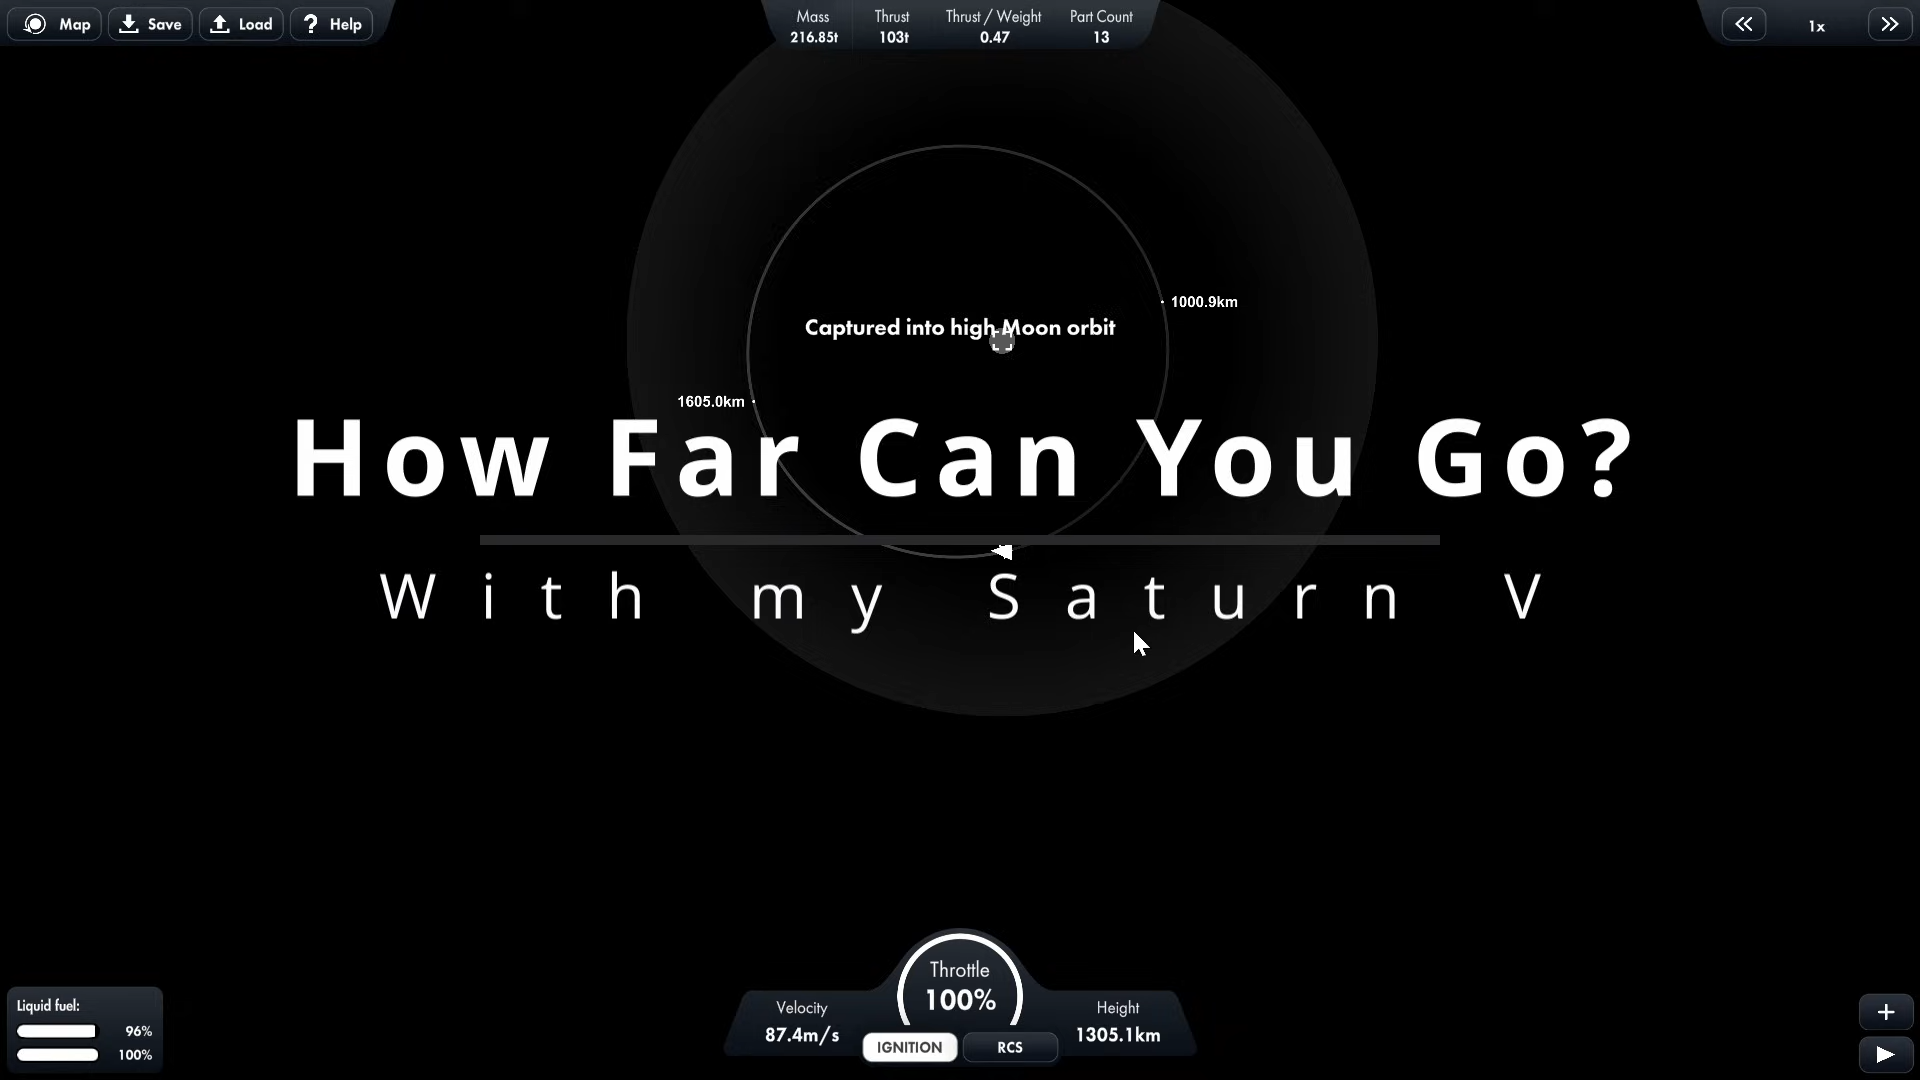 Map Save Load Help
Mass Thrust Thrust / Weight Part Count
216.85t 103t 0.47 13
1x
1000.9km
Captured into high Moon orbit
1605.0km
How Far Can You Go?
With my Saturn V
Throttle
100%
Velocity
87.4m/s
Height
1305.1km
IGNITION RCS
Liquid fuel:
96%
100%